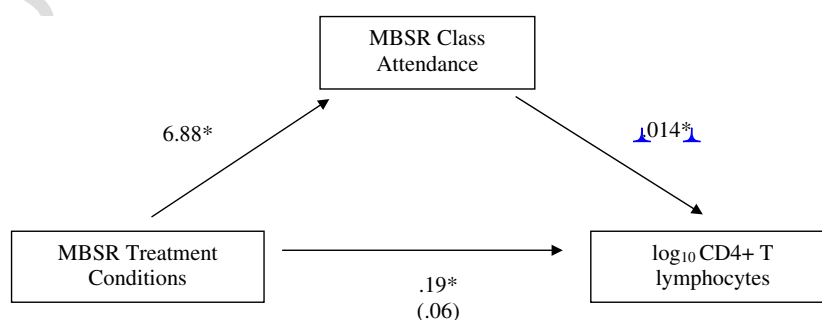 MBSR Class
Attendance
6.88*
.014*
MBSR Treatment
Conditions
log₁₀ CD4+ T
lymphocytes
.19*
(.06)